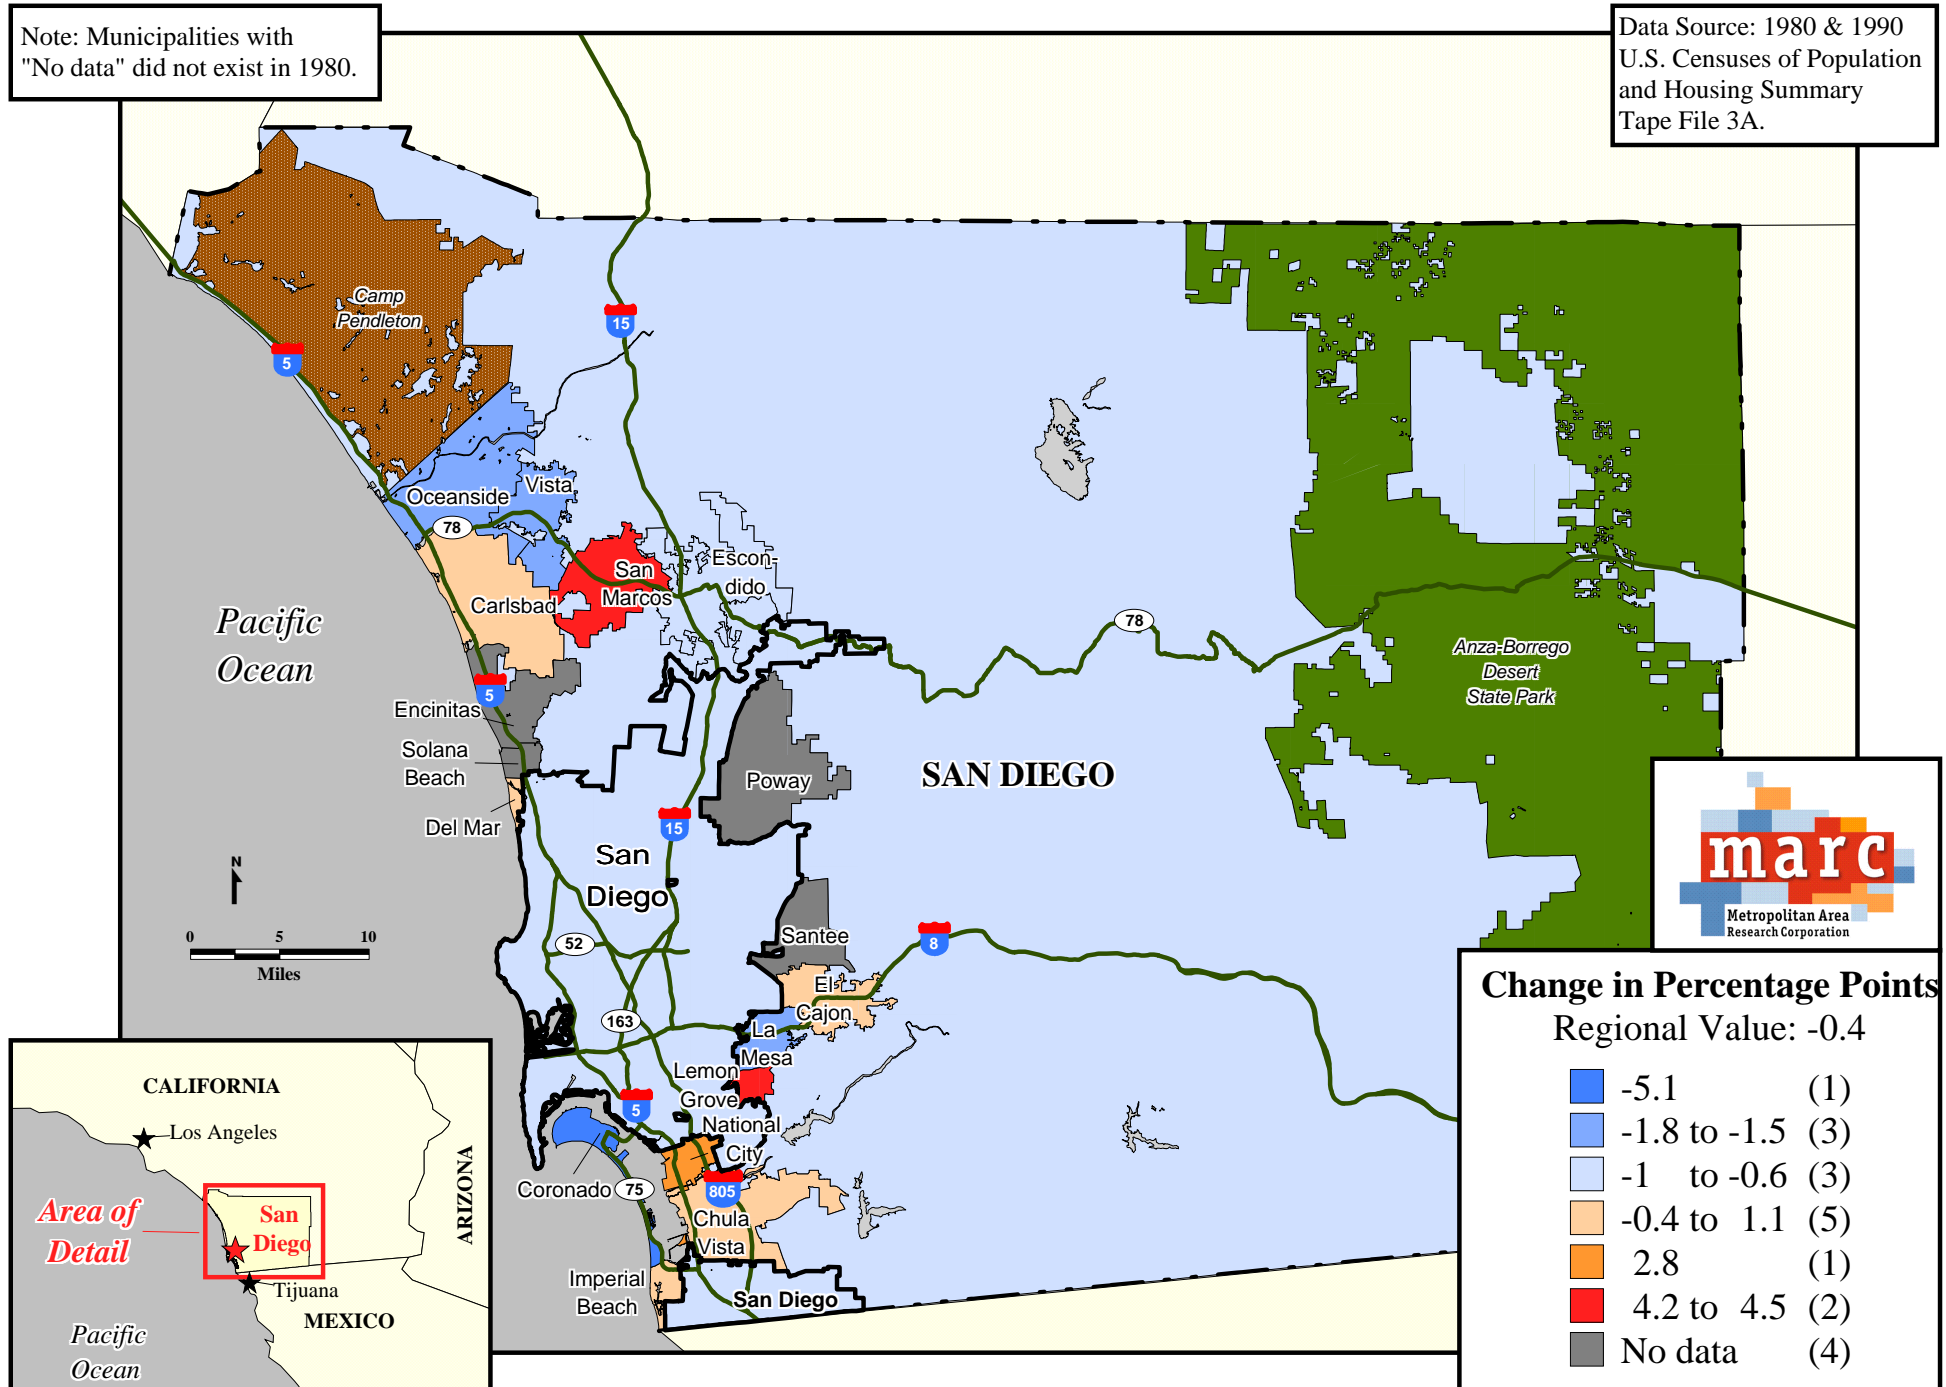 Note: Municipalities with
"No data" did not exist in 1980.
Data Source: 1980 & 1990
U.S. Censuses of Population
and Housing Summary
Tape File 3A.
Camp
Pendleton
15
5
Oceanside
Vista
78
San
Marcos
Escon-
dido
Carlsbad
78
Pacific
Ocean
Anza-Borrego
Desert
State Park
5
Encinitas
Solana
Beach
Poway
SAN DIEGO
Del Mar
15
San
Diego
N
0 5 10
Miles
52
Santee
8
El
Cajon
163
La
Mesa
Lemon
Grove
5
National
City
Coronado
75
805
Chula
Vista
Imperial
Beach
San Diego
marc
Metropolitan Area
Research Corporation
Change in Percentage Points
Regional Value: -0.4
-5.1 (1)
-1.8 to -1.5 (3)
-1 to -0.6 (3)
-0.4 to 1.1 (5)
2.8 (1)
4.2 to 4.5 (2)
No data (4)
CALIFORNIA
Los Angeles
ARIZONA
Area of
Detail
San
Diego
Tijuana
MEXICO
Pacific
Ocean